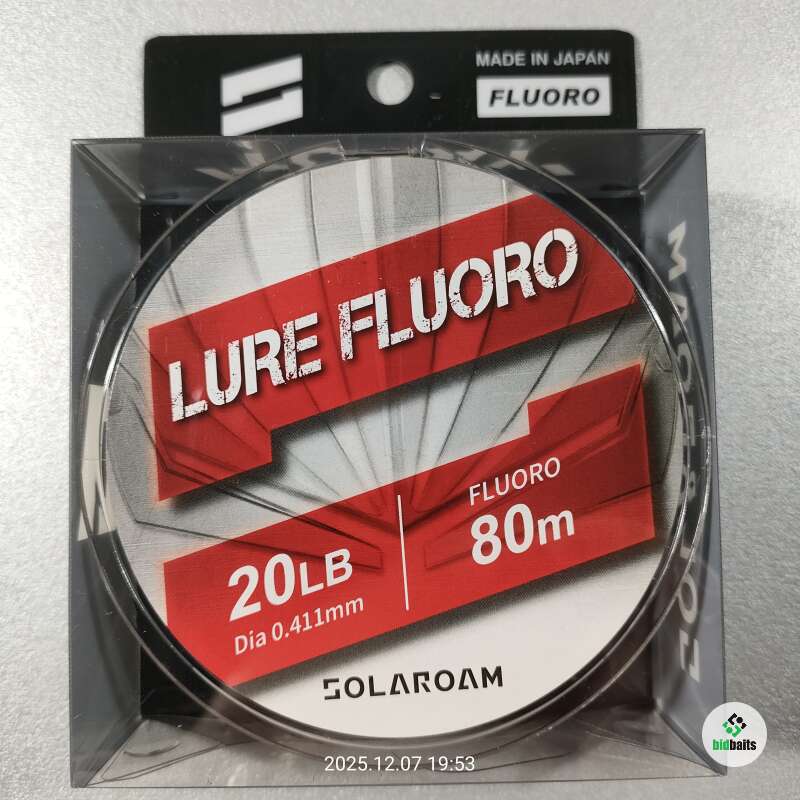 MADE IN JAPAN
FLUORO
LURE FLUORO
20LB
Dia 0.411mm
FLUORO
80m
SOLAROAM
2025.12.07 19:53
bidbaits